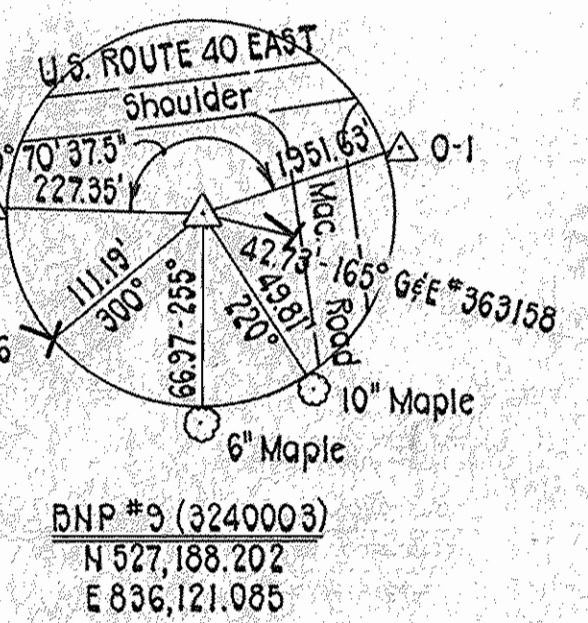 U.S. ROUTE 40 EAST
Shoulder
° 70' 37.5"
227.35'
1951.63'
0-1
Mac. Road
42.73'-165° G&E #363158
111.19'
300°
66.97-255°
49.81'
220°
6
10" Maple
6" Maple
BNP #9 (3240003)
N 527,188.202
E 836,121.085